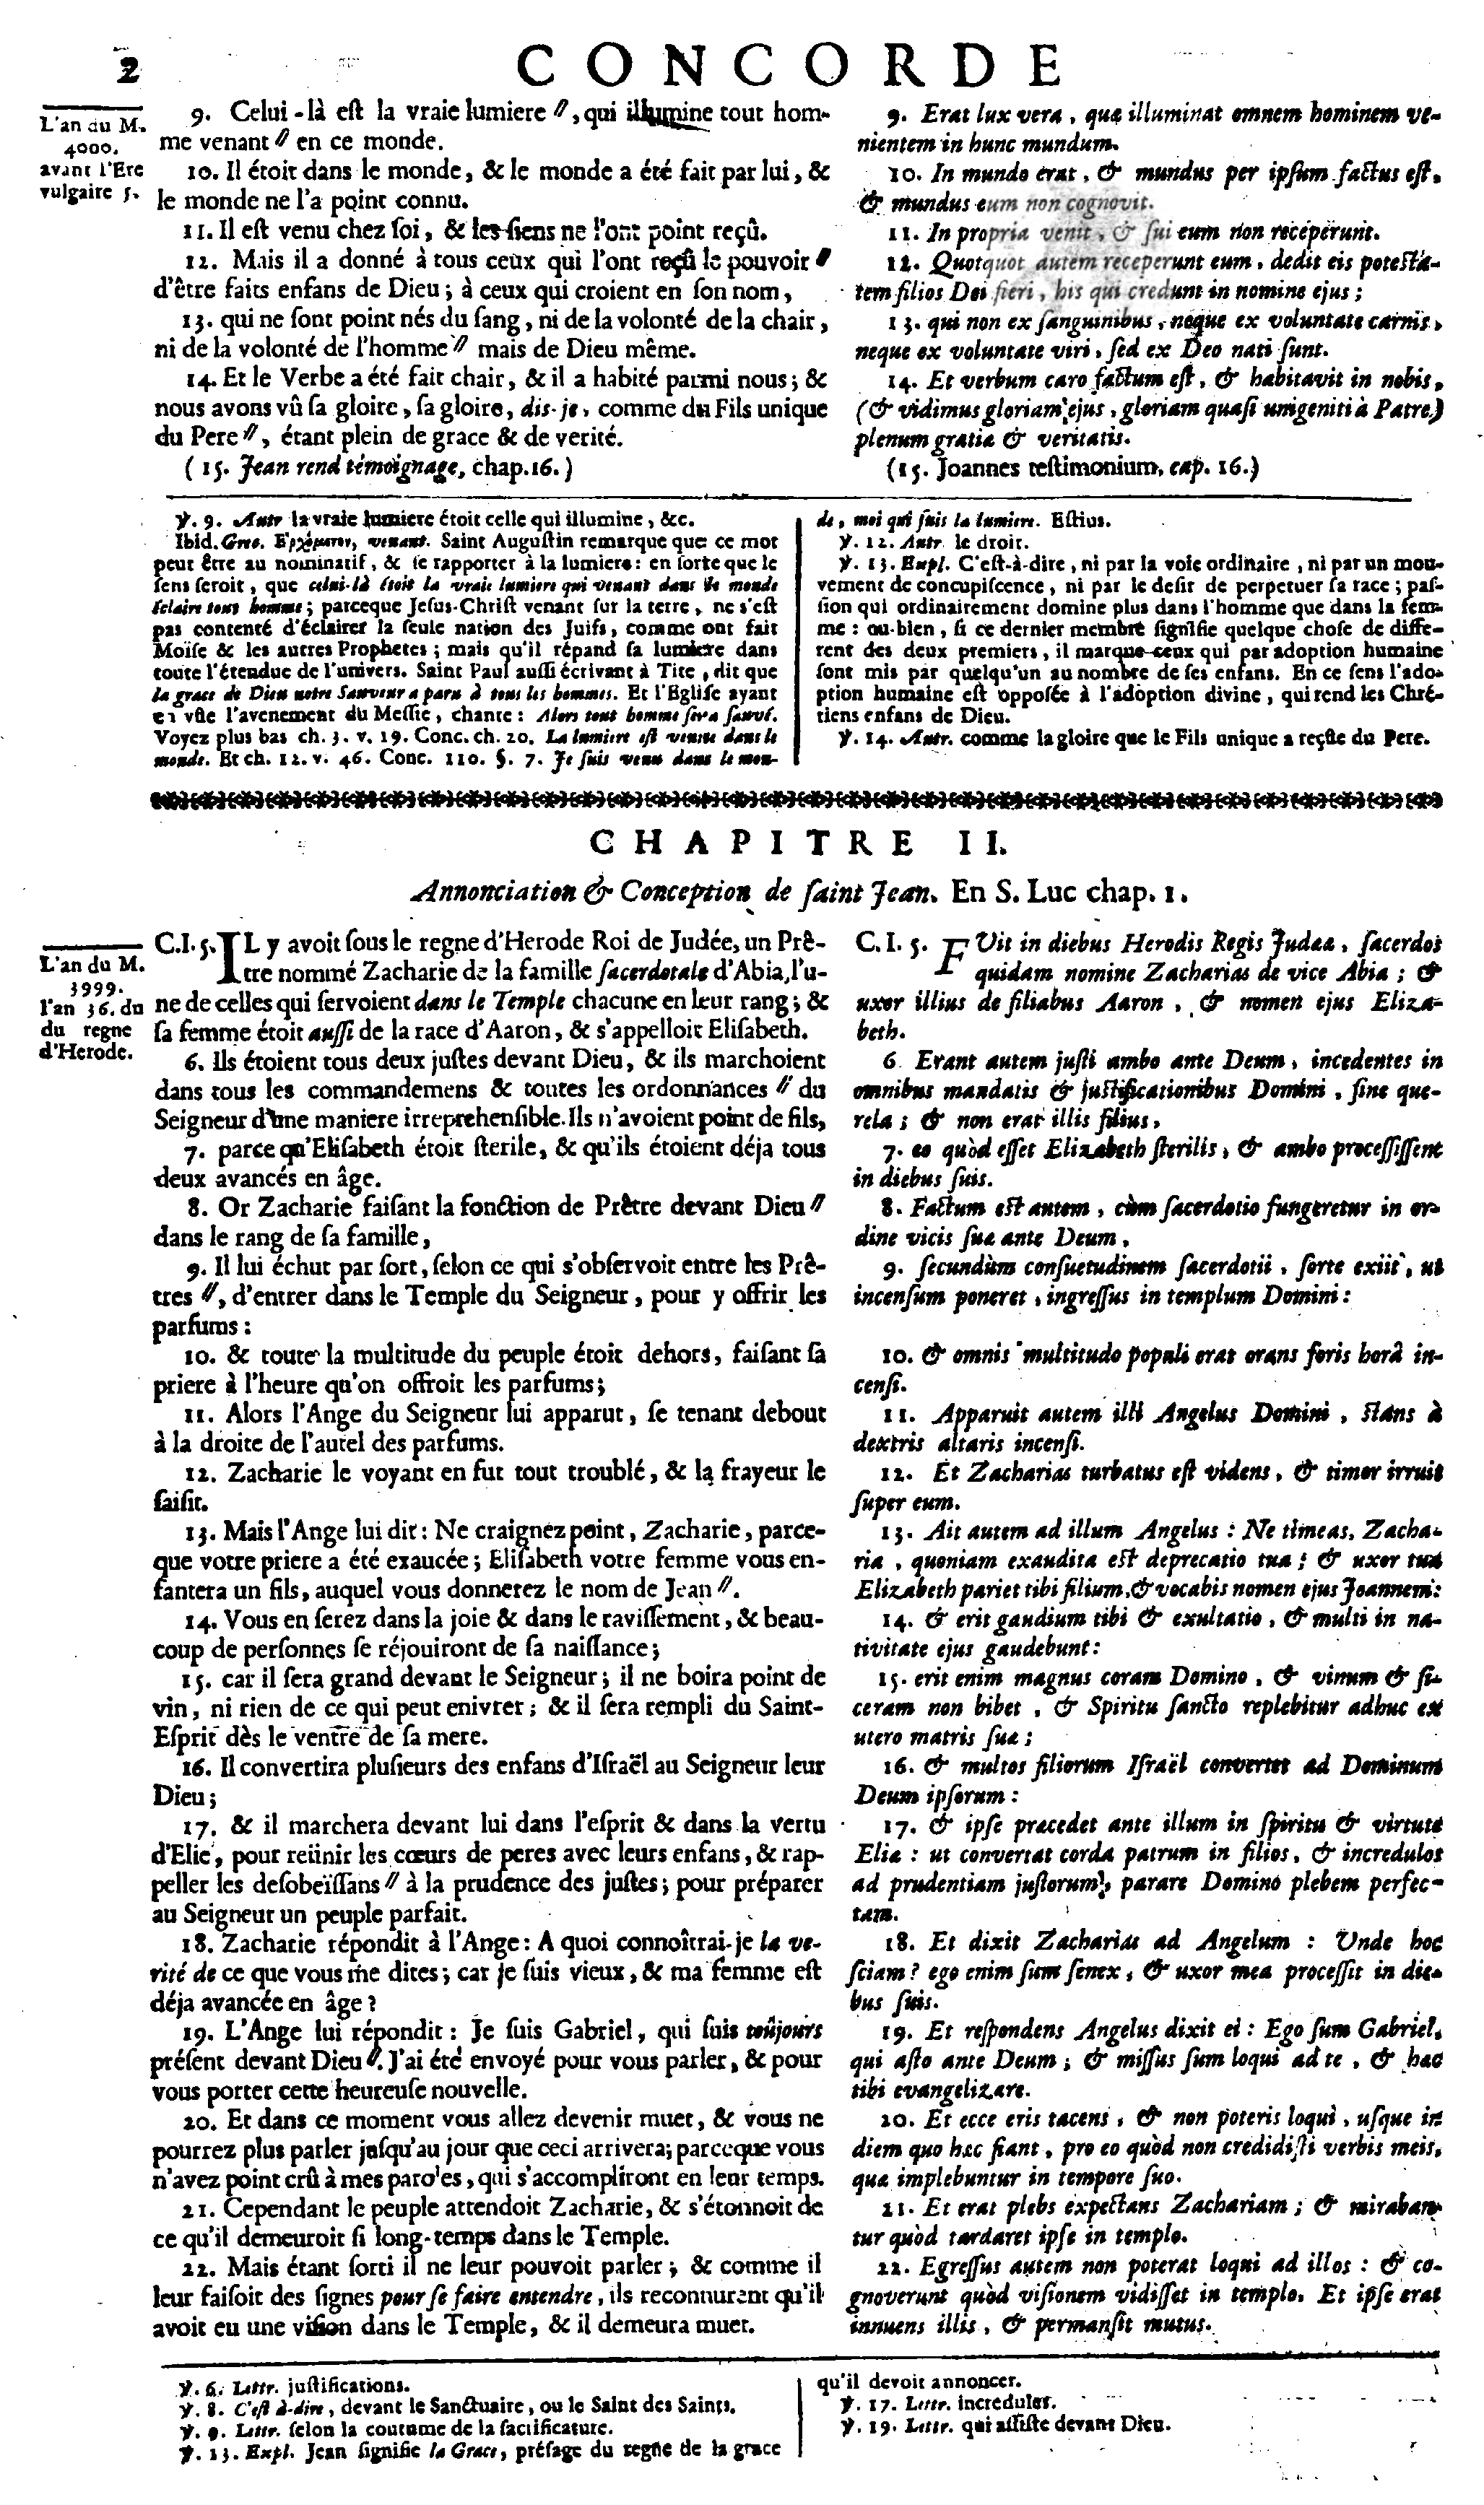 2
CONCORDE
L'an du M.
4000.
avant l'Ere
vulgaire 5.
9. Celui-là eſt la vraie lumiere //, qui illumine tout hom-
me venant // en ce monde.
10. Il étoit dans le monde, & le monde a été fait par lui, &
le monde ne l'a point connu.
11. Il eſt venu chez ſoi, & les ſiens ne l'ont point reçû.
12. Mais il a donné à tous ceux qui l'ont reçû le pouvoir //
d'être faits enfans de Dieu; à ceux qui croient en ſon nom,
13. qui ne ſont point nés du ſang, ni de la volonté de la chair,
ni de la volonté de l'homme // mais de Dieu même.
14. Et le Verbe a été fait chair, & il a habité parmi nous; &
nous avons vû ſa gloire, ſa gloire, dis-je, comme du Fils unique
du Pere //, étant plein de grace & de verité.
(15. Jean rend témoignage, chap. 16.)
9. Erat lux vera, quæ illuminat omnem hominem ve-
nientem in hunc mundum.
10. In mundo erat, & mundus per ipſum factus eſt,
& mundus eum non cognovit.
11. In propria venit, & ſui eum non receperunt.
12. Quotquot autem receperunt eum, dedit eis poteſta-
tem filios Dei fieri, his qui credunt in nomine ejus;
13. qui non ex ſanguinibus, neque ex voluntate carnis,
neque ex voluntate viri, ſed ex Deo nati ſunt.
14. Et verbum caro factum eſt, & habitavit in nobis,
(& vidimus gloriam ejus, gloriam quaſi unigeniti à Patre)
plenum gratiæ & veritatis.
(15. Joannes teſtimonium, cap. 16.)
℣. 9. Autr la vraie lumiere étoit celle qui illumine, &c.
Ibid. Grec. Ἐρχόμενον, venant. Saint Auguſtin remarque que ce mot
peut être au nominatif, & ſe rapporter à la lumiere: en ſorte que le
ſens ſeroit, que celui-là étoit la vraie lumiere qui venant dans le monde
éclaire tout homme; parceque Jeſus-Chriſt venant ſur la terre, ne s'eſt
pas contenté d'éclairer la ſeule nation des Juifs, comme ont fait
Moïſe & les autres Prophetes; mais qu'il répand ſa lumiere dans
toute l'étendue de l'univers. Saint Paul auſſi écrivant à Tite, dit que
la grace de Dieu notre Sauveur a paru à tous les hommes. Et l'Egliſe ayant
en vûe l'avenement du Meſſie, chante: Alors tout homme ſera ſauvé.
Voyez plus bas ch. 3. v. 19. Conc. ch. 20. La lumiere eſt venue dans le
monde. Et ch. 12. v. 46. Conc. 110. §. 7. Je ſuis venu dans le mon-
de, moi qui ſuis la lumiere. Eſtius.
℣. 12. Autr. le droit.
℣. 13. Expl. C'eſt-à-dire, ni par la voie ordinaire, ni par un mou-
vement de concupiſcence, ni par le deſir de perpetuer ſa race; paſ-
ſion qui ordinairement domine plus dans l'homme que dans la fem-
me: ou-bien, ſi ce dernier membre ſignifie quelque choſe de diffe-
rent des deux premiers, il marque ceux qui par adoption humaine
ſont mis par quelqu'un au nombre de ſes enfans. En ce ſens l'ado-
ption humaine eſt oppoſée à l'adoption divine, qui rend les Chré-
tiens enfans de Dieu.
℣. 14. Autr. comme la gloire que le Fils unique a reçûe du Pere.
CHAPITRE II.
Annonciation & Conception de ſaint Jean. En S. Luc chap. 1.
L'an du M.
3999.
l'an 36. du
du regne
d'Herode.
C.I. 5. IL y avoit ſous le regne d'Herode Roi de Judée, un Prê-
tre nommé Zacharie de la famille ſacerdotale d'Abia, l'u-
ne de celles qui ſervoient dans le Temple chacune en leur rang; &
ſa femme étoit auſſi de la race d'Aaron, & s'appelloit Eliſabeth.
6. Ils étoient tous deux juſtes devant Dieu, & ils marchoient
dans tous les commandemens & toutes les ordonnances // du
Seigneur d'une maniere irreprehenſible. Ils n'avoient point de fils,
7. parce qu'Eliſabeth étoit ſterile, & qu'ils étoient déja tous
deux avancés en âge.
8. Or Zacharie faiſant la fonction de Prêtre devant Dieu //
dans le rang de ſa famille,
9. Il lui échut par ſort, ſelon ce qui s'obſervoit entre les Prê-
tres //, d'entrer dans le Temple du Seigneur, pour y offrir les
parfums:
10. & toute la multitude du peuple étoit dehors, faiſant ſa
priere à l'heure qu'on offroit les parfums;
11. Alors l'Ange du Seigneur lui apparut, ſe tenant debout
à la droite de l'autel des parfums.
12. Zacharie le voyant en fut tout troublé, & la frayeur le
ſaiſit.
13. Mais l'Ange lui dit: Ne craignez point, Zacharie, parce-
que votre priere a été exaucée; Eliſabeth votre femme vous en-
fantera un fils, auquel vous donnerez le nom de Jean //.
14. Vous en ſerez dans la joie & dans le raviſſement, & beau-
coup de perſonnes ſe réjouiront de ſa naiſſance;
15. car il ſera grand devant le Seigneur; il ne boira point de
vin, ni rien de ce qui peut enivrer; & il ſera rempli du Saint-
Eſprit dès le ventre de ſa mere.
16. Il convertira pluſieurs des enfans d'Iſraël au Seigneur leur
Dieu;
17. & il marchera devant lui dans l'eſprit & dans la vertu
d'Elie, pour reünir les cœurs de peres avec leurs enfans, & rap-
peller les deſobeïſſans // à la prudence des juſtes; pour préparer
au Seigneur un peuple parfait.
18. Zacharie répondit à l'Ange: A quoi connoîtrai-je la ve-
rité de ce que vous me dites; car je ſuis vieux, & ma femme eſt
déja avancée en âge?
19. L'Ange lui répondit: Je ſuis Gabriel, qui ſuis toûjours
préſent devant Dieu //. J'ai été envoyé pour vous parler, & pour
vous porter cette heureuſe nouvelle.
20. Et dans ce moment vous allez devenir muet, & vous ne
pourrez plus parler juſqu'au jour que ceci arrivera; parceque vous
n'avez point crû à mes paroles, qui s'accompliront en leur temps.
21. Cependant le peuple attendoit Zacharie, & s'étonnoit de
ce qu'il demeuroit ſi long-temps dans le Temple.
22. Mais étant ſorti il ne leur pouvoit parler; & comme il
leur faiſoit des ſignes pour ſe faire entendre, ils reconnurent qu'il
avoit eu une viſion dans le Temple, & il demeura muet.
C. I. 5. FUit in diebus Herodis Regis Judææ, ſacerdos
quidam nomine Zacharias de vice Abia; &
uxor illius de filiabus Aaron, & nomen ejus Eliza-
beth.
6 Erant autem juſti ambo ante Deum, incedentes in
omnibus mandatis & juſtificationibus Domini, ſine que-
rela; & non erat illis filius,
7. eo quòd eſſet Elizabeth ſterilis, & ambo proceſſiſſent
in diebus ſuis.
8. Factum eſt autem, cùm ſacerdotio fungeretur in or-
dine vicis ſuæ ante Deum,
9. ſecundùm conſuetudinem ſacerdotii, ſorte exiit, ut
incenſum poneret, ingreſſus in templum Domini:
10. & omnis multitudo populi erat orans foris horâ in-
cenſi.
11. Apparuit autem illi Angelus Domini, ſtans à
dextris altaris incenſi.
12. Et Zacharias turbatus eſt videns, & timor irruit
ſuper eum.
13. Ait autem ad illum Angelus: Ne timeas, Zacha-
ria, quoniam exaudita eſt deprecatio tua; & uxor tua
Elizabeth pariet tibi filium, & vocabis nomen ejus Joannem:
14. & erit gaudium tibi & exultatio, & multi in na-
tivitate ejus gaudebunt:
15. erit enim magnus coram Domino, & vinum & ſi-
ceram non bibet, & Spiritu ſancto replebitur adhuc ex
utero matris ſuæ;
16. & multos filiorum Iſraël convertet ad Dominum
Deum ipſorum:
17. & ipſe præcedet ante illum in ſpiritu & virtute
Eliæ: ut convertat corda patrum in filios, & incredulos
ad prudentiam juſtorum, parare Domino plebem perfec-
tam.
18. Et dixit Zacharias ad Angelum: Unde hoc
ſciam? ego enim ſum ſenex, & uxor mea proceſſit in die-
bus ſuis.
19. Et reſpondens Angelus dixit ei: Ego ſum Gabriel,
qui aſto ante Deum; & miſſus ſum loqui ad te, & hæc
tibi evangelizare.
20. Et ecce eris tacens, & non poteris loqui, uſque in
diem quo hæc fiant, pro eo quòd non credidiſti verbis meis,
quæ implebuntur in tempore ſuo.
21. Et erat plebs expectans Zachariam; & miraban-
tur quòd tardaret ipſe in templo.
22. Egreſſus autem non poterat loqui ad illos: & co-
gnoverunt quòd viſionem vidiſſet in templo. Et ipſe erat
innuens illis, & permanſit mutus.
℣. 6. Lettr. juſtifications.
℣. 8. C'eſt à-dire, devant le Sanctuaire, ou le Saint des Saints.
℣. 9. Lettr. ſelon la coutume de la ſacrificature.
℣. 13. Expl. Jean ſignifie la Grace, préſage du regne de la grace
qu'il devoit annoncer.
℣. 17. Lettr. incredules.
℣. 19. Lettr. qui aſſiſte devant Dieu.